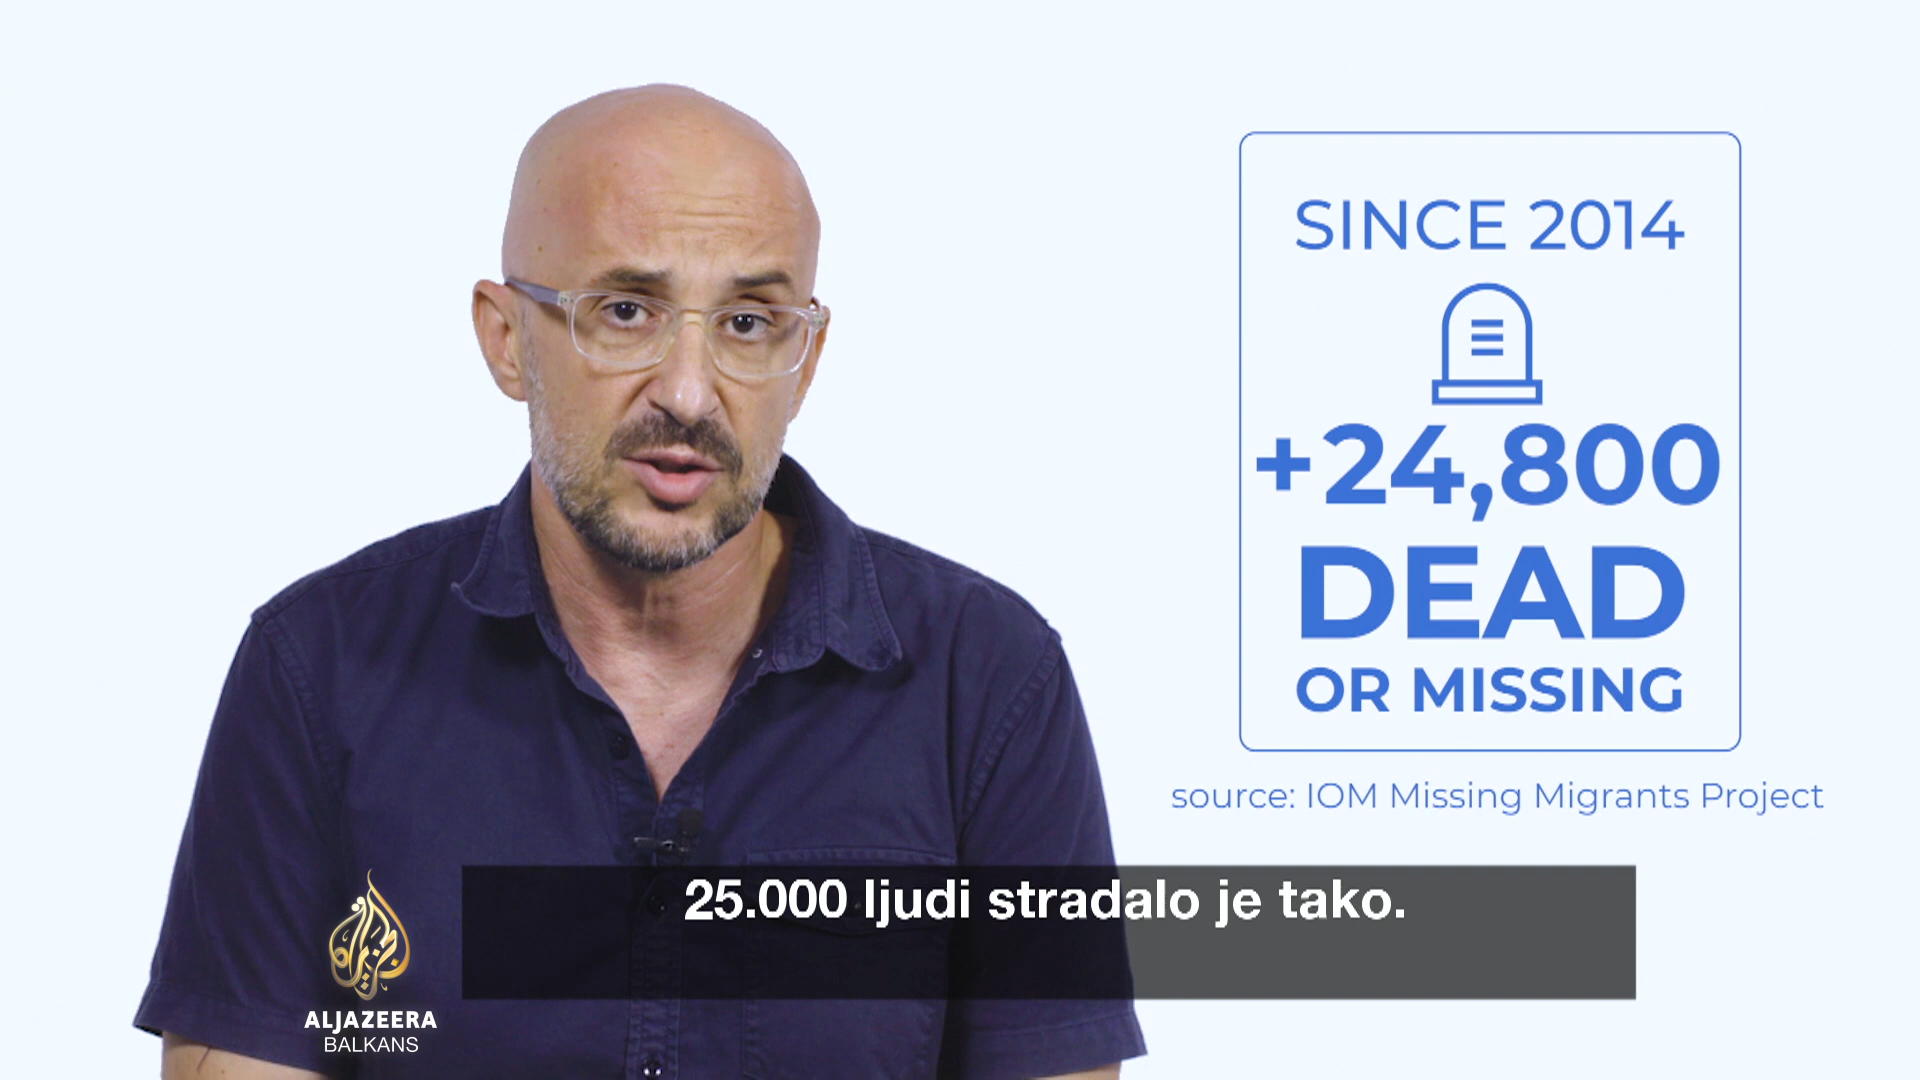 SINCE 2014
+24,800
DEAD
OR MISSING
source: IOM Missing Migrants Project
25.000 ljudi stradalo je tako.
ALJAZEERA
BALKANS